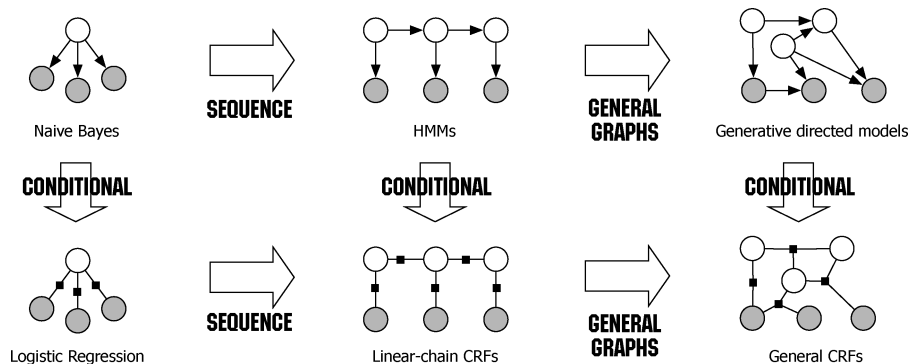 SEQUENCE
GENERAL
GRAPHS
Naive Bayes
HMMs
Generative directed models
CONDITIONAL
CONDITIONAL
CONDITIONAL
SEQUENCE
GENERAL
GRAPHS
Logistic Regression
Linear-chain CRFs
General CRFs